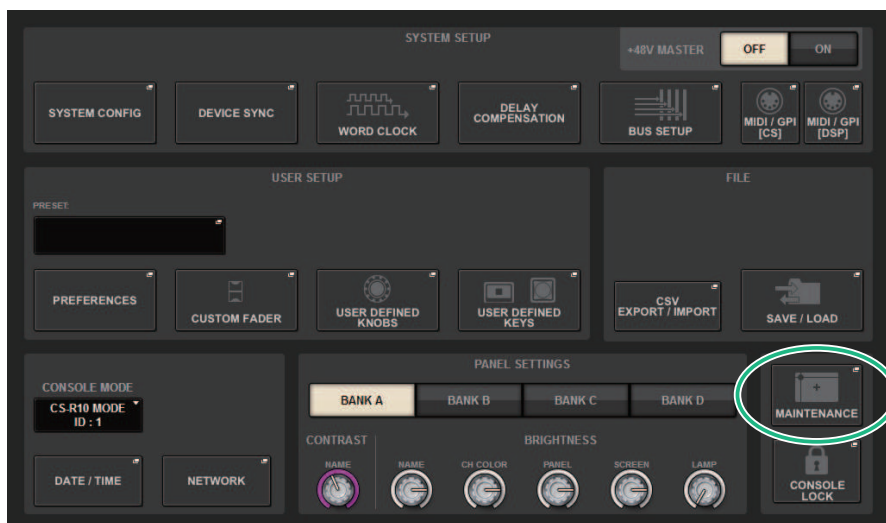 SYSTEM SETUP
+48V MASTER
OFF
ON
SYSTEM CONFIG
DEVICE SYNC
WORD CLOCK
DELAY
COMPENSATION
BUS SETUP
MIDI / GPI
[CS]
MIDI / GPI
[DSP]
USER SETUP
FILE
PRESET:
PREFERENCES
CUSTOM FADER
USER DEFINED
KNOBS
USER DEFINED
KEYS
CSV
EXPORT / IMPORT
SAVE / LOAD
CONSOLE MODE
CS-R10 MODE
ID : 1
DATE / TIME
NETWORK
PANEL SETTINGS
BANK A
BANK B
BANK C
BANK D
CONTRAST
BRIGHTNESS
NAME
NAME
CH COLOR
PANEL
SCREEN
LAMP
MAINTENANCE
CONSOLE
LOCK